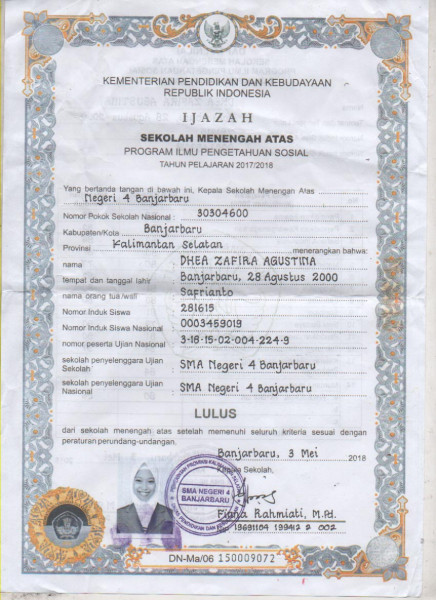 KEMENTERIAN PENDIDIKAN DAN KEBUDAYAAN
REPUBLIK INDONESIA
IJAZAH
SEKOLAH MENENGAH ATAS
PROGRAM ILMU PENGETAHUAN SOSIAL
TAHUN PELAJARAN 2017/2018
Yang bertanda tangan di bawah ini, Kepala Sekolah Menengah Atas
Negeri 4 Banjarbaru
Nomor Pokok Sekolah Nasional : 30304600
Kabupaten/Kota : Banjarbaru
Provinsi : Kalimantan Selatan menerangkan bahwa:
nama : DHEA ZAFIRA AGUSTINA
tempat dan tanggal lahir : Banjarbaru, 28 Agustus 2000
nama orang tua/wali : Saprianto
Nomor Induk Siswa : 281615
Nomor Induk Siswa Nasional : 0003459019
nomor peserta Ujian Nasional : 3-18-15-02-004-224-9
sekolah penyelenggara Ujian Sekolah : SMA Negeri 4 Banjarbaru
sekolah penyelenggara Ujian Nasional : SMA Negeri 4 Banjarbaru
LULUS
dari sekolah menengah atas setelah memenuhi seluruh kriteria sesuai dengan
peraturan perundang-undangan.
Banjarbaru, 3 Mei 2018
Kepala Sekolah,
SMA NEGERI 4
BANJARBARU
Fiana Rahmiati, M.Pd.
19691104 199412 2 002
DN-Ma/06 150009072